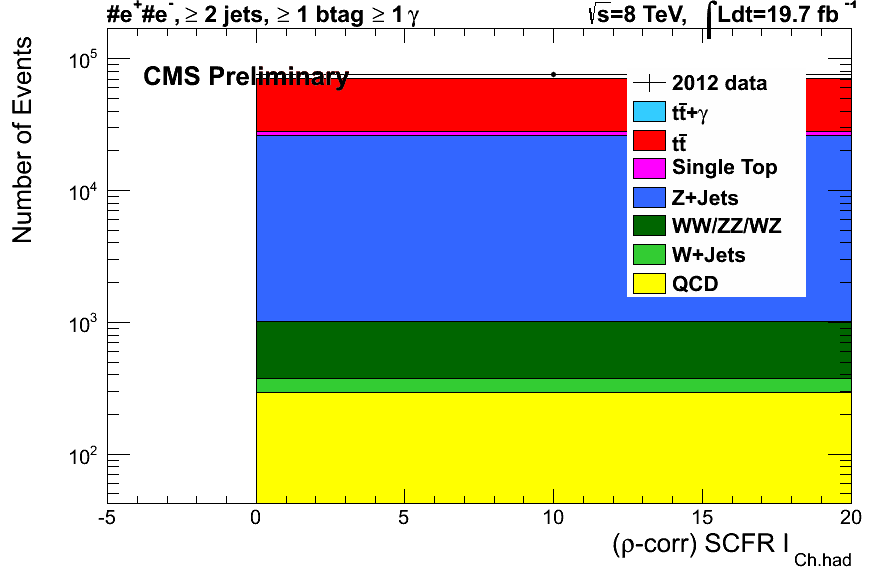 #e⁺#e⁻, ≥ 2 jets, ≥ 1 btag ≥ 1 γ
√s=8 TeV, ∫Ldt=19.7 fb⁻¹
CMS Preliminary
Number of Events
10⁵
10⁴
10³
10²
2012 data
tt̄+γ
tt̄
Single Top
Z+Jets
WW/ZZ/WZ
W+Jets
QCD
-5 0 5 10 15 20
(ρ-corr) SCFR I Ch.had